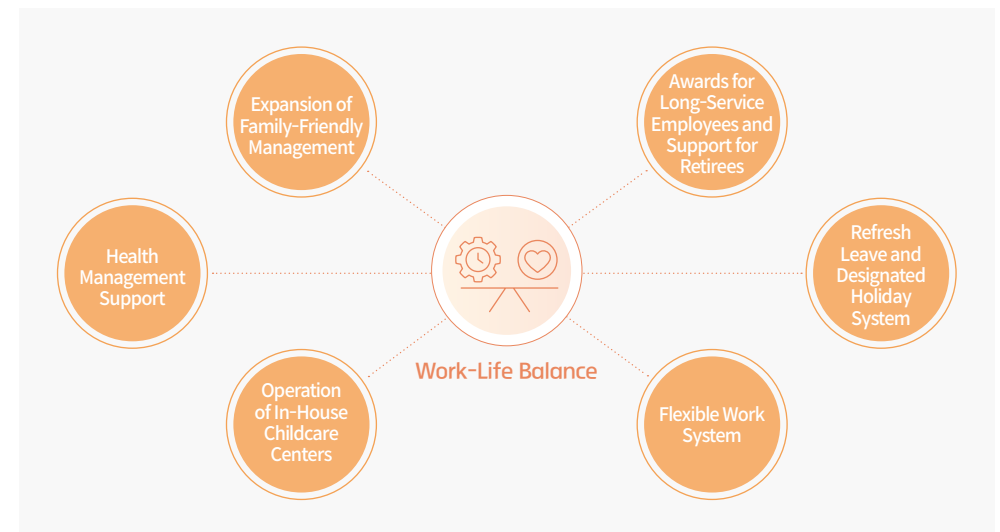 Expansion of
Family-Friendly
Management
Awards for
Long-Service
Employees and
Support for
Retirees
Health
Management
Support
Refresh
Leave and
Designated
Holiday
System
Work-Life Balance
Operation
of In-House
Childcare
Centers
Flexible Work
System